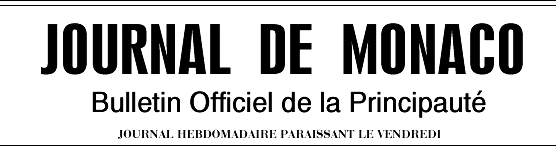 JOURNAL DE MONACO
Bulletin Officiel de la Principauté
JOURNAL HEBDOMADAIRE PARAISSANT LE VENDREDI